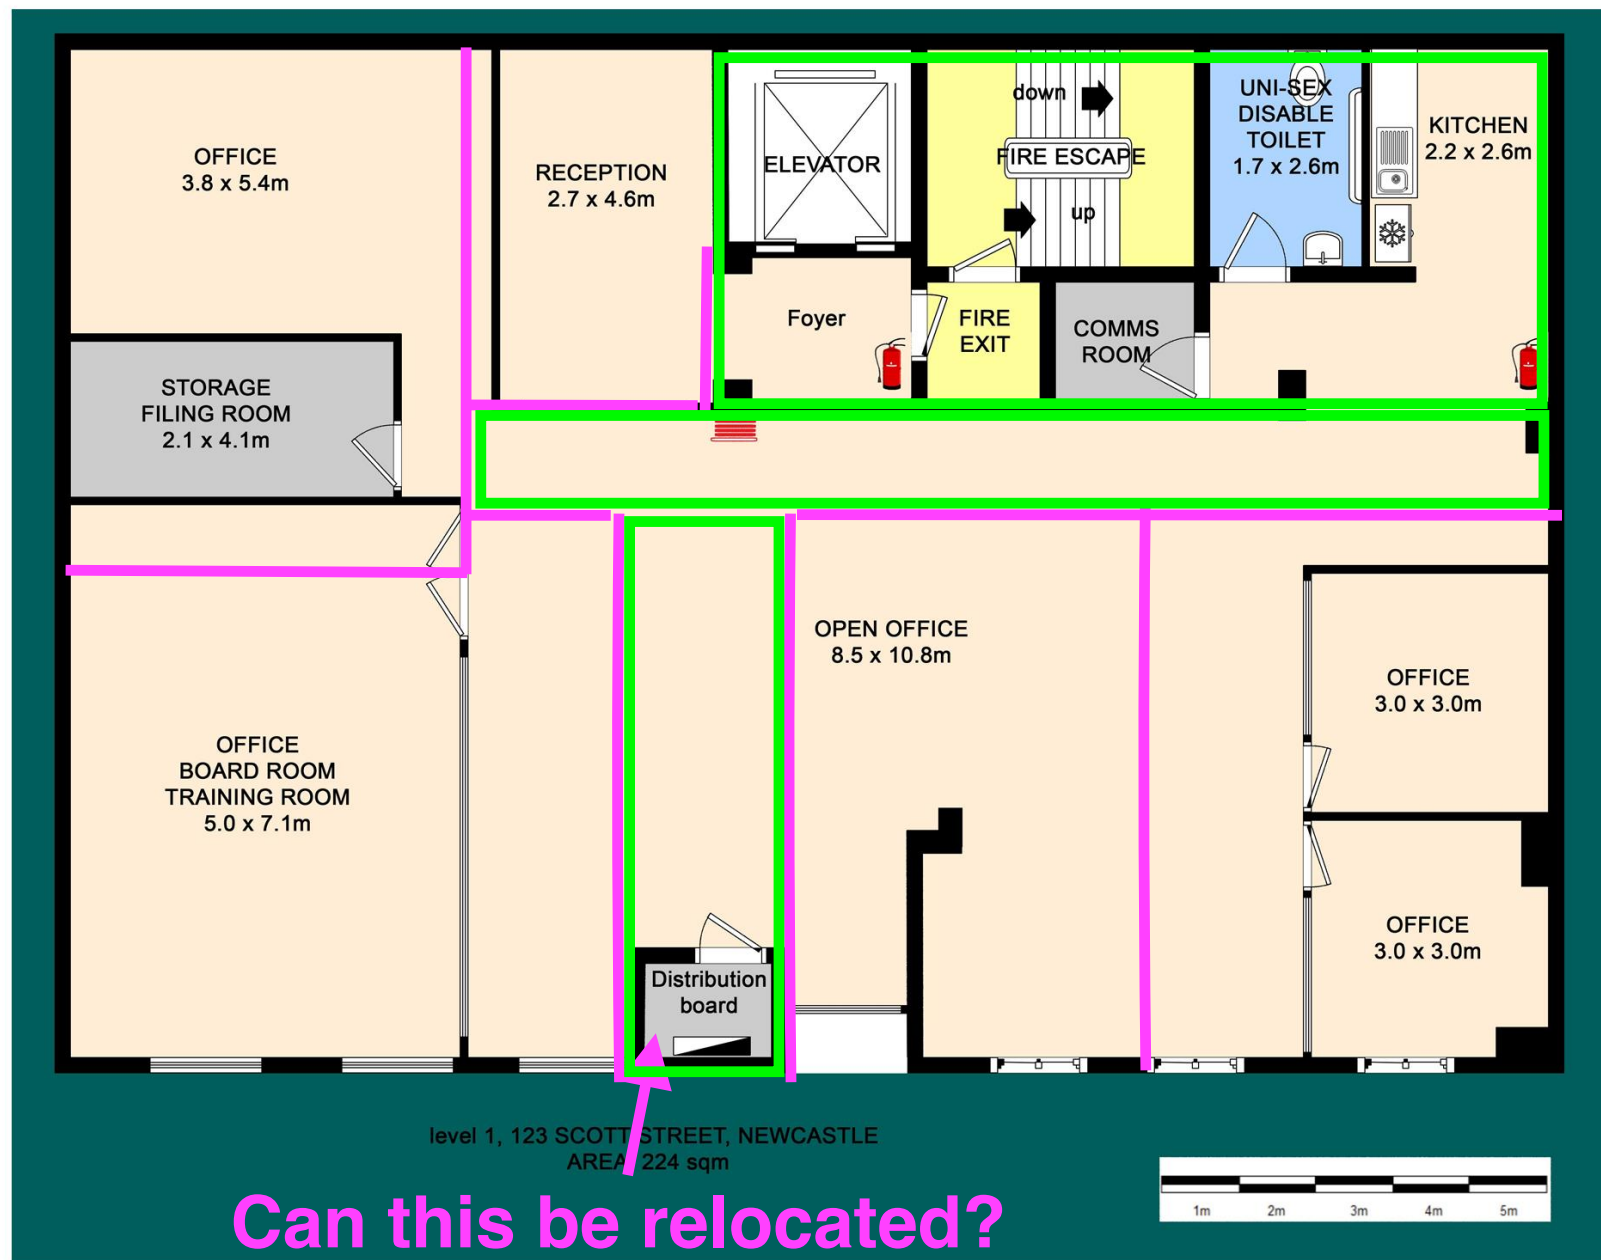 OFFICE
3.8 x 5.4m
RECEPTION
2.7 x 4.6m
ELEVATOR
down
FIRE ESCAPE
up
UNI-SEX
DISABLE
TOILET
1.7 x 2.6m
KITCHEN
2.2 x 2.6m
Foyer
FIRE
EXIT
COMMS
ROOM
STORAGE
FILING ROOM
2.1 x 4.1m
OPEN OFFICE
8.5 x 10.8m
OFFICE
3.0 x 3.0m
OFFICE
BOARD ROOM
TRAINING ROOM
5.0 x 7.1m
OFFICE
3.0 x 3.0m
Distribution
board
level 1, 123 SCOTT STREET, NEWCASTLE
AREA 224 sqm
1m 2m 3m 4m 5m
Can this be relocated?